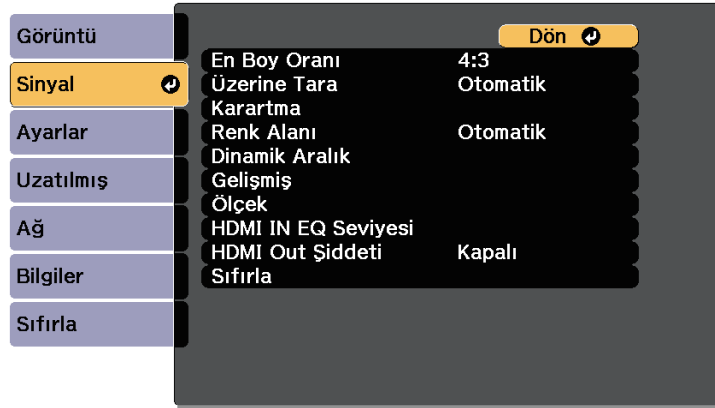 Görüntü
Sinyal
Ayarlar
Uzatılmış
Ağ
Bilgiler
Sıfırla
Dön
En Boy Oranı 4:3
Üzerine Tara Otomatik
Karartma
Renk Alanı Otomatik
Dinamik Aralık
Gelişmiş
Ölçek
HDMI IN EQ Seviyesi
HDMI Out Şiddeti Kapalı
Sıfırla